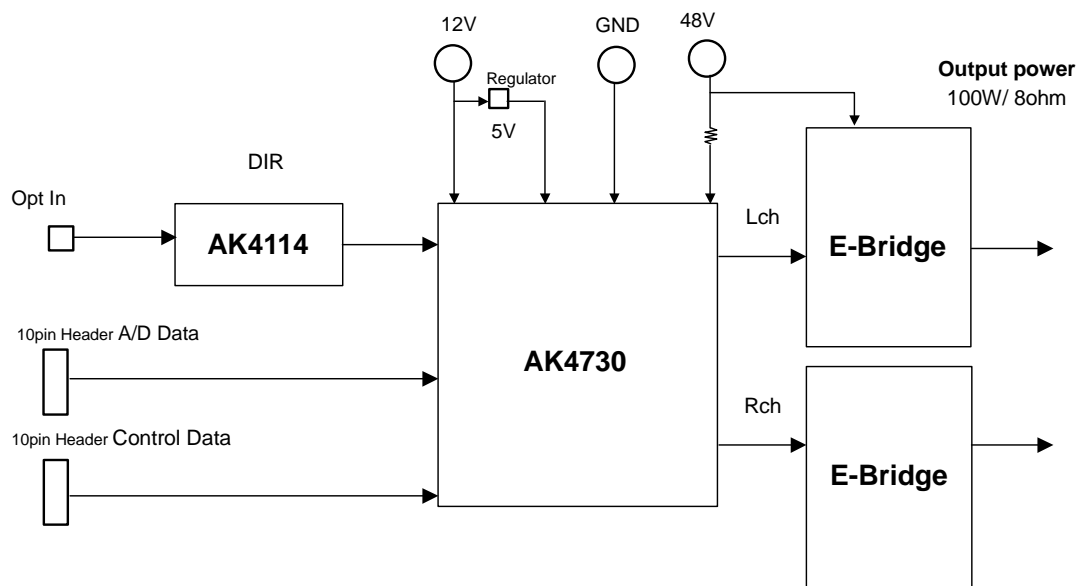 12V
GND
48V
Regulator
5V
Output power
100W/ 8ohm
DIR
Opt In
AK4114
Lch
E-Bridge
10pin Header A/D Data
AK4730
Rch
10pin Header Control Data
E-Bridge